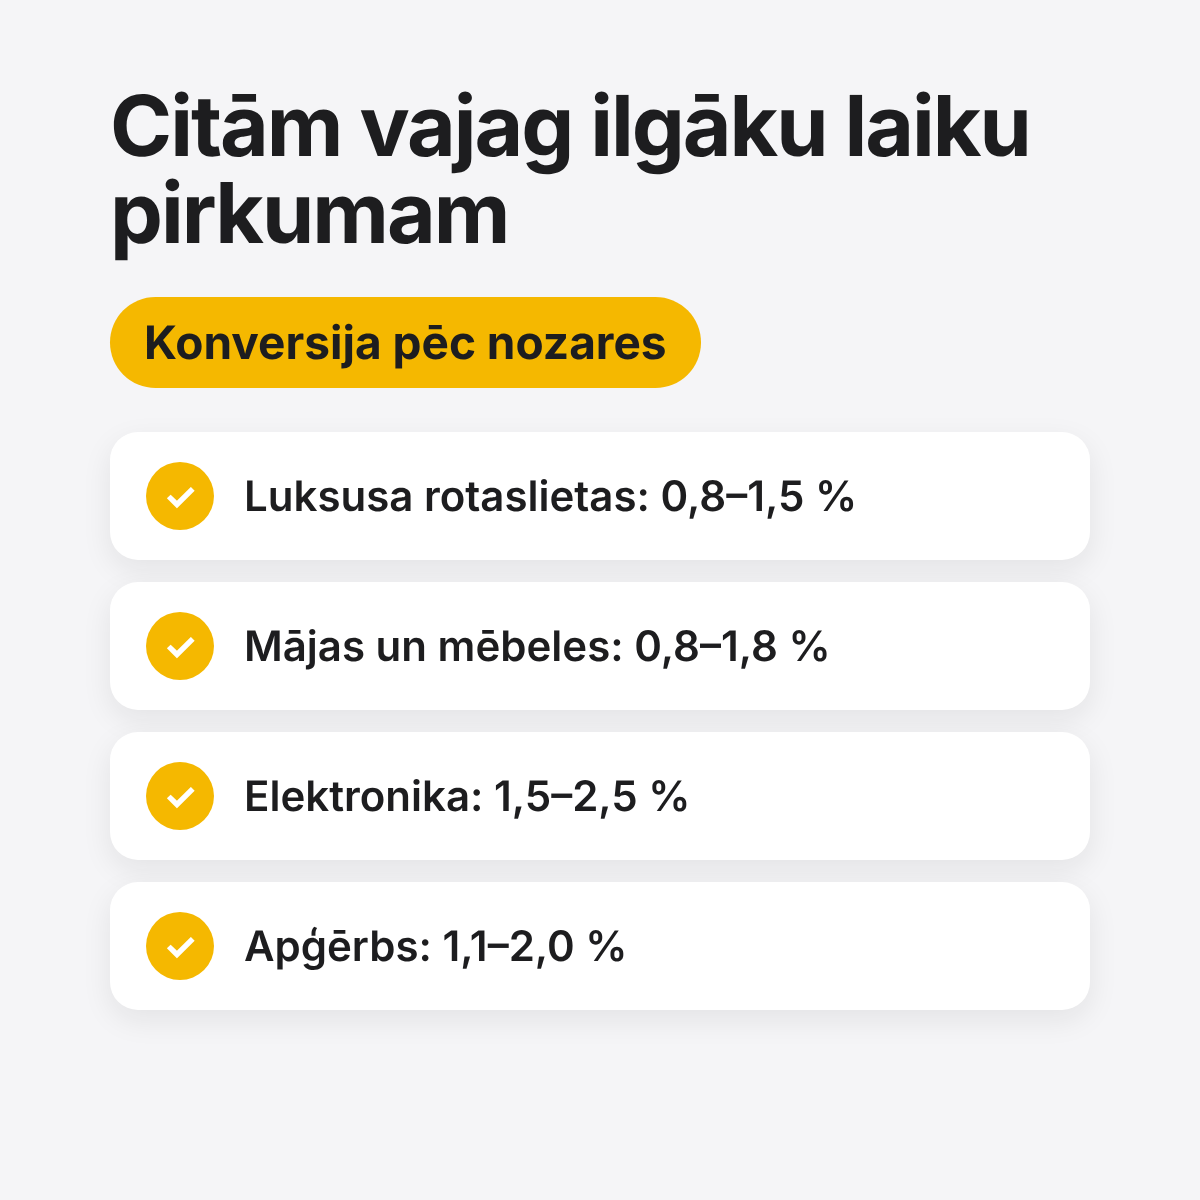 Citām vajag ilgāku laiku
pirkumam
Konversija pēc nozares
Luksusa rotaslietas: 0,8–1,5 %
Mājas un mēbeles: 0,8–1,8 %
Elektronika: 1,5–2,5 %
Apģērbs: 1,1–2,0 %